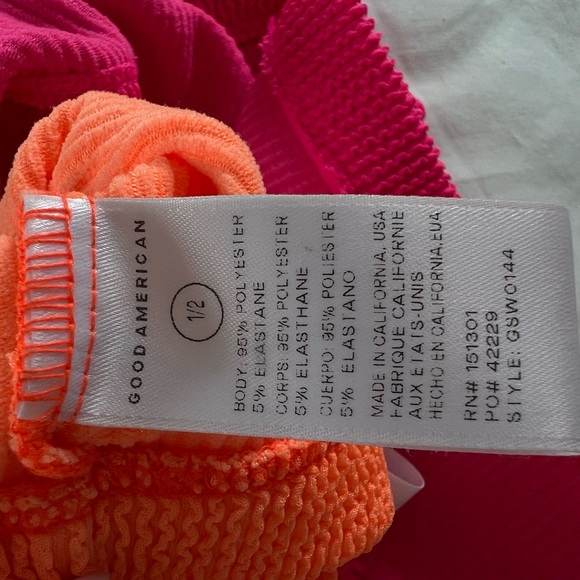 GOOD AMERICAN
1/2
BODY: 95% POLYESTER
5% ELASTANE
CORPS: 95% POLYESTER
5% ELASTHANE
CUERPO: 95% POLIESTER
5% ELASTANO
MADE IN CALIFORNIA, USA
FABRIQUE CALIFORNIE
AUX ETATS-UNIS
HECHO EN CALIFORNIA, EUA
RN# 151301
PO# 42229
STYLE: GSW0144